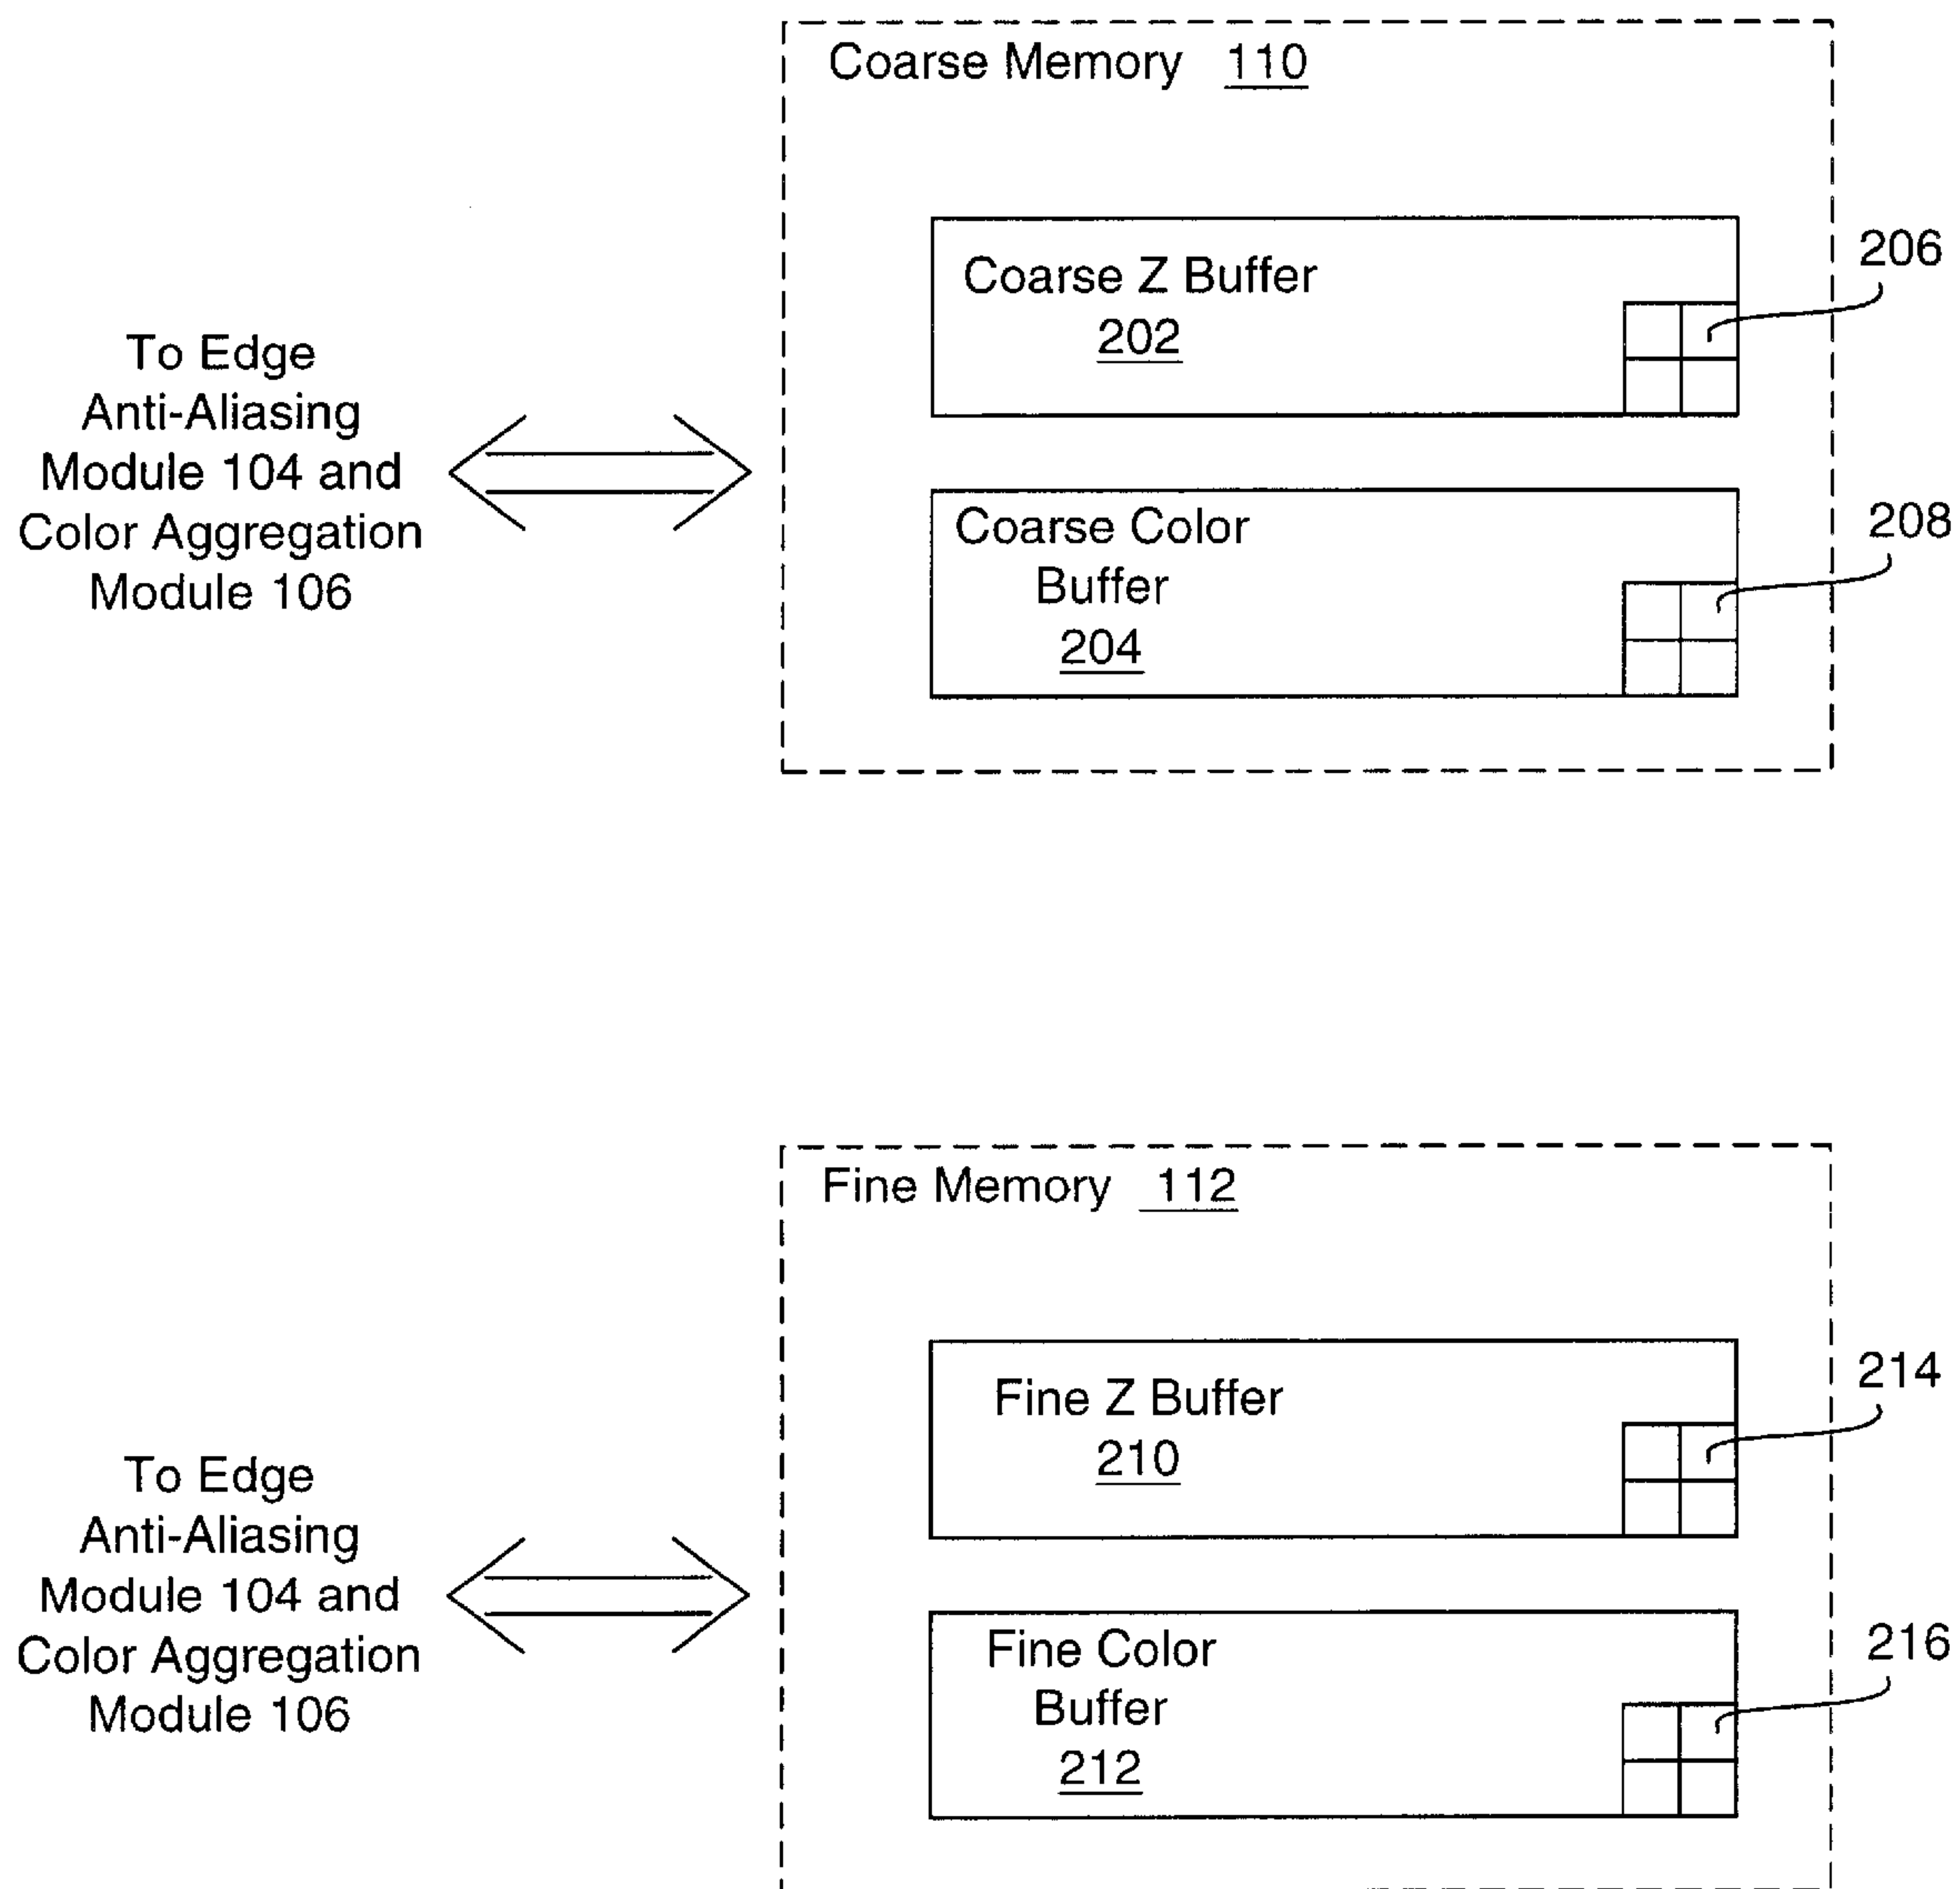 Coarse Memory 110
Coarse Z Buffer
202
206
To Edge
Anti-Aliasing
Module 104 and
Color Aggregation
Module 106
Coarse Color
Buffer
204
208
Fine Memory 112
Fine Z Buffer
210
214
To Edge
Anti-Aliasing
Module 104 and
Color Aggregation
Module 106
Fine Color
Buffer
212
216